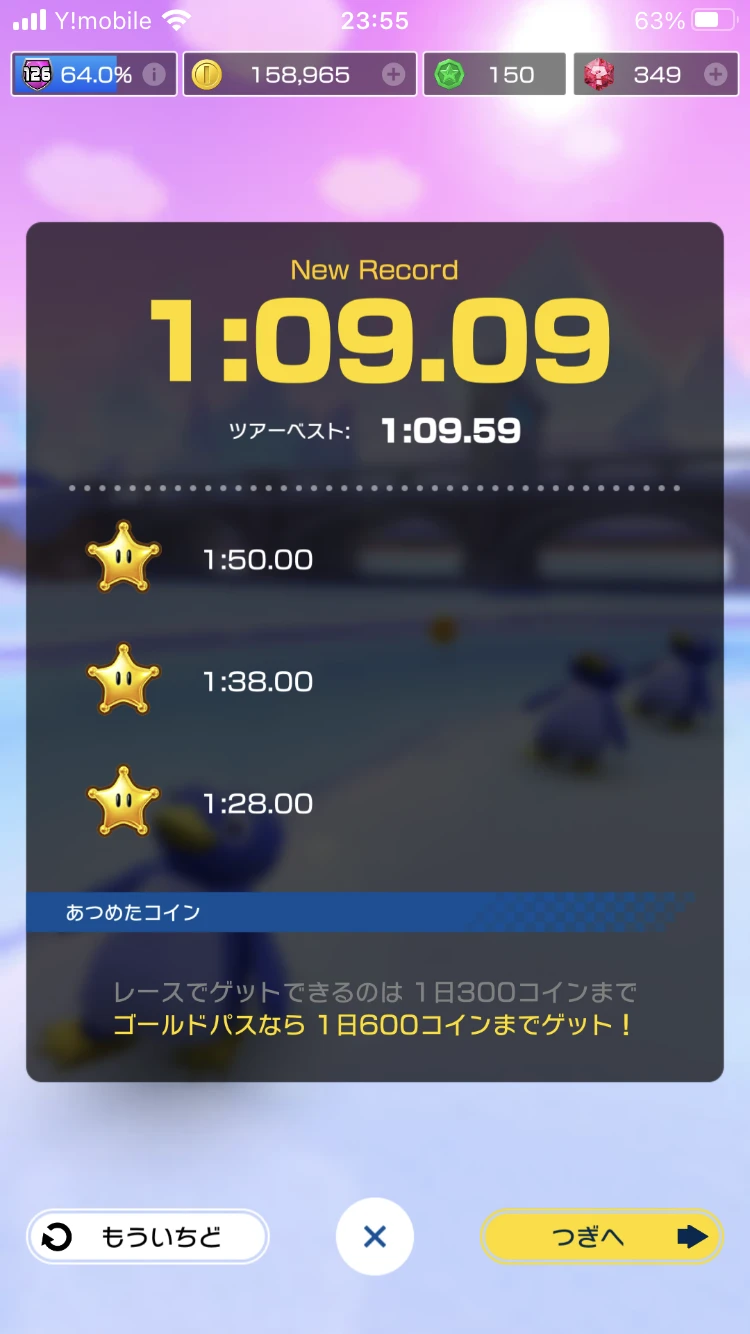 Y!mobile 23:55 63%
126 64.0% 158,965 150 349
New Record
1:09.09
ツアーベスト: 1:09.59
1:50.00
1:38.00
1:28.00
あつめたコイン
レースでゲットできるのは 1日300コインまで
ゴールドパスなら 1日600コインまでゲット!
もういちど つぎへ